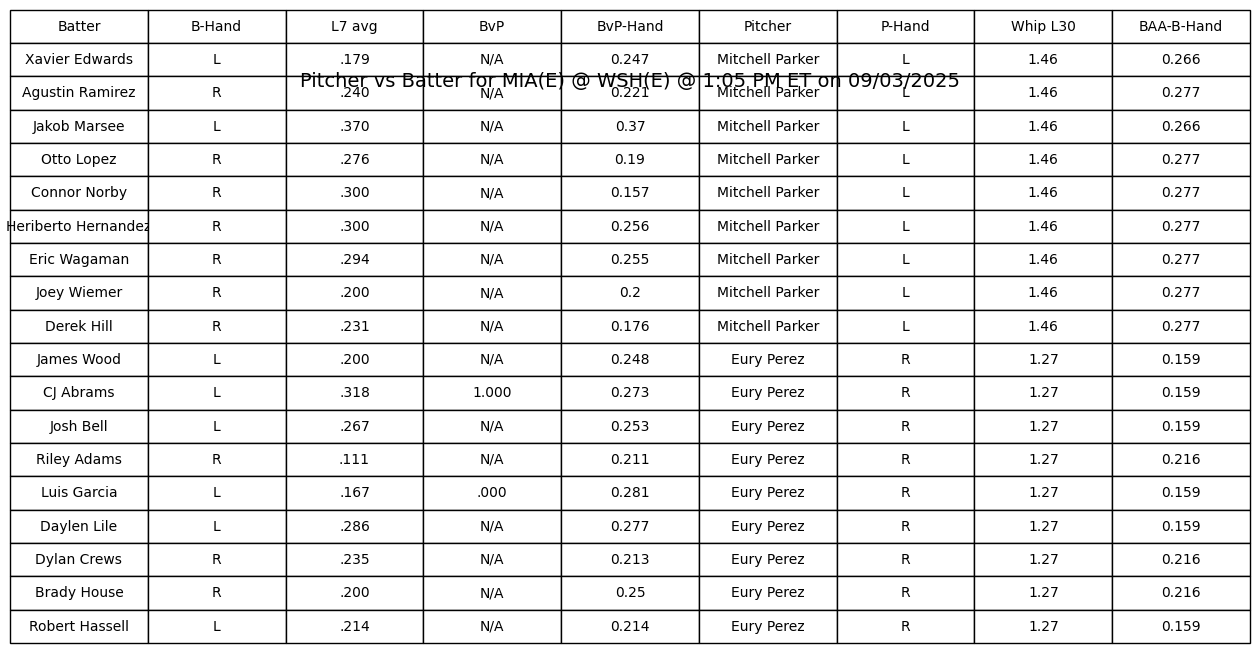 Batter B-Hand L7 avg BvP BvP-Hand Pitcher P-Hand Whip L30 BAA-B-Hand
Xavier Edwards L .179 N/A 0.247 Mitchell Parker L 1.46 0.266
Pitcher vs Batter for MIA(E) @ WSH(E) @ 1:05 PM ET on 09/03/2025
Agustin Ramirez R .240 N/A 0.221 Mitchell Parker L 1.46 0.277
Jakob Marsee L .370 N/A 0.37 Mitchell Parker L 1.46 0.266
Otto Lopez R .276 N/A 0.19 Mitchell Parker L 1.46 0.277
Connor Norby R .300 N/A 0.157 Mitchell Parker L 1.46 0.277
Heriberto Hernandez R .300 N/A 0.256 Mitchell Parker L 1.46 0.277
Eric Wagaman R .294 N/A 0.255 Mitchell Parker L 1.46 0.277
Joey Wiemer R .200 N/A 0.2 Mitchell Parker L 1.46 0.277
Derek Hill R .231 N/A 0.176 Mitchell Parker L 1.46 0.277
James Wood L .200 N/A 0.248 Eury Perez R 1.27 0.159
CJ Abrams L .318 1.000 0.273 Eury Perez R 1.27 0.159
Josh Bell L .267 N/A 0.253 Eury Perez R 1.27 0.159
Riley Adams R .111 N/A 0.211 Eury Perez R 1.27 0.216
Luis Garcia L .167 .000 0.281 Eury Perez R 1.27 0.159
Daylen Lile L .286 N/A 0.277 Eury Perez R 1.27 0.159
Dylan Crews R .235 N/A 0.213 Eury Perez R 1.27 0.216
Brady House R .200 N/A 0.25 Eury Perez R 1.27 0.216
Robert Hassell L .214 N/A 0.214 Eury Perez R 1.27 0.159